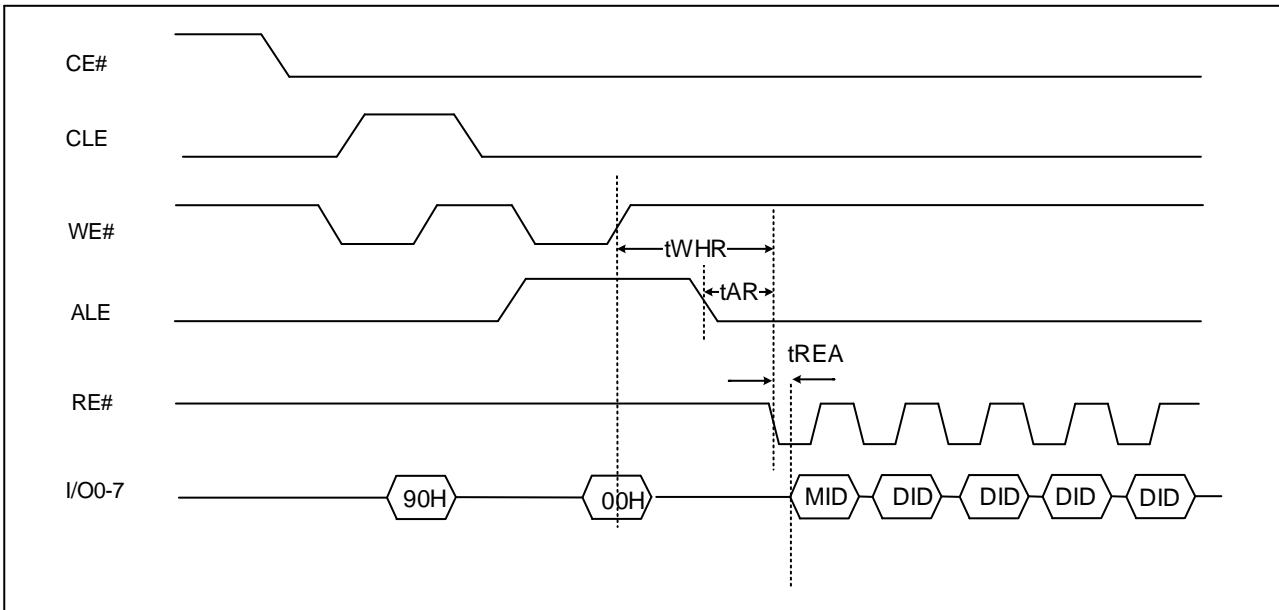 CE#
CLE
WE#
tWHR
tAR
ALE
tREA
RE#
I/O0-7
90H
00H
MID
DID
DID
DID
DID